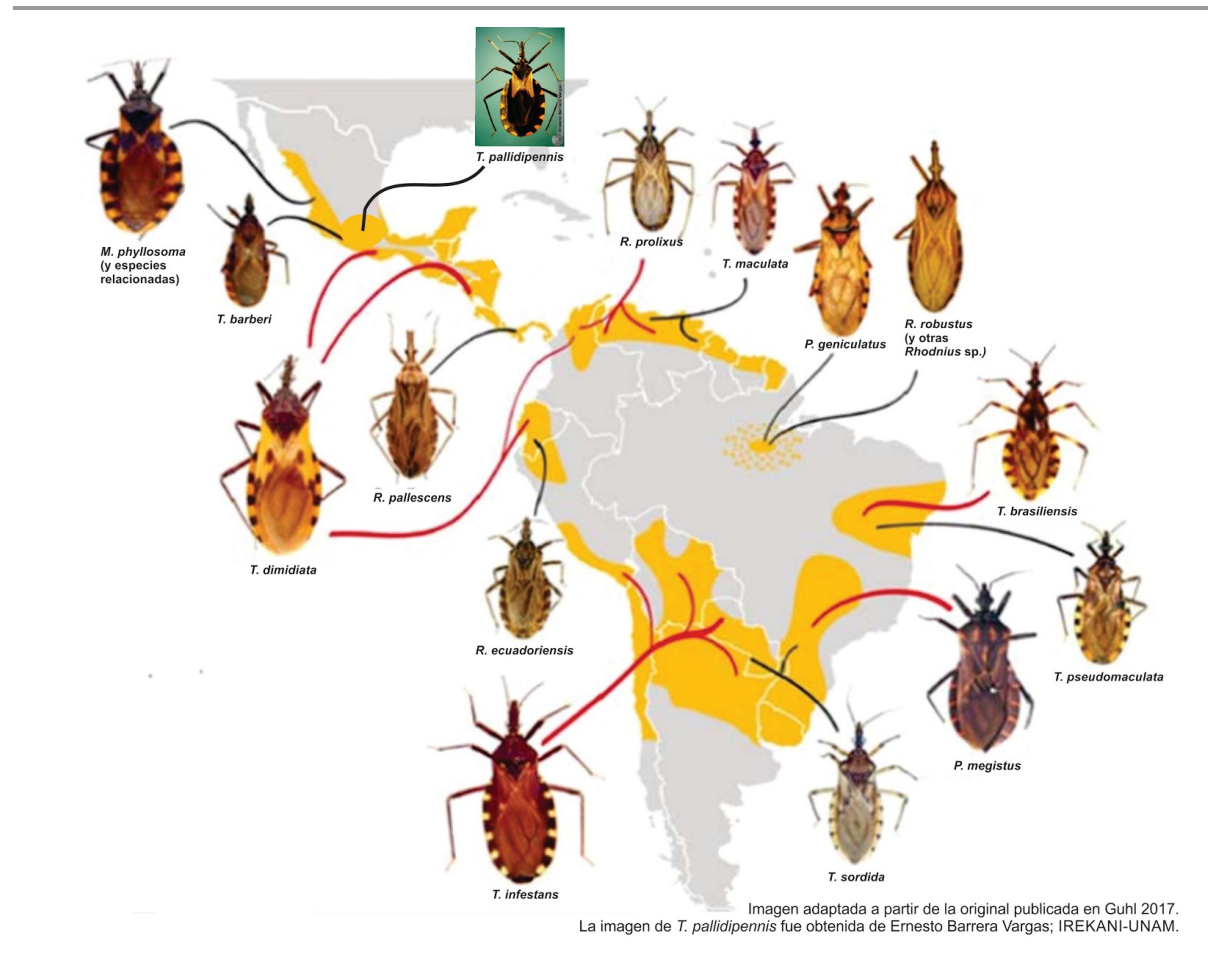 T. pallidipennis
M. phyllosoma
(y especies
relacionadas)
T. barberi
R. prolixus
T. maculata
P. geniculatus
R. robustus
(y otras
Rhodnius sp.)
R. pallescens
T. dimidiata
T. brasiliensis
R. ecuadoriensis
T. pseudomaculata
P. megistus
T. sordida
T. infestans
Imagen adaptada a partir de la original publicada en Guhl 2017.
La imagen de T. pallidipennis fue obtenida de Ernesto Barrera Vargas; IREKANI-UNAM.